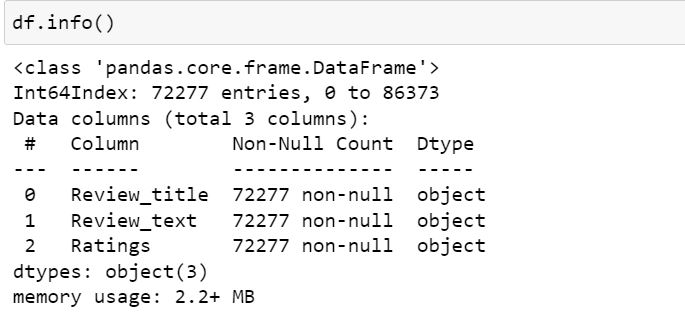 df.info()
<class 'pandas.core.frame.DataFrame'>
Int64Index: 72277 entries, 0 to 86373
Data columns (total 3 columns):
 #   Column        Non-Null Count  Dtype
---  ------        --------------  -----
 0   Review_title  72277 non-null  object
 1   Review_text   72277 non-null  object
 2   Ratings       72277 non-null  object
dtypes: object(3)
memory usage: 2.2+ MB